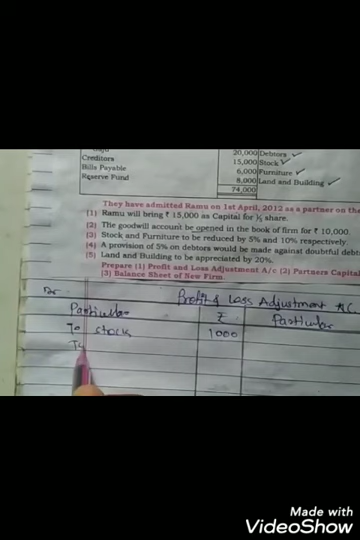 20,000 Debtors
Creditors 15,000 Stock
Bills Payable 6,000 Furniture
Reserve Fund 8,000 Land and Building
74,000
They have admitted Ramu on 1st April, 2012 as a partner on the
(1) Ramu will bring ₹ 15,000 as Capital for share.
(2) The goodwill account be opened in the book of firm for ₹ 10,000.
(3) Stock and Furniture to be reduced by 5% and 10% respectively
(4) A provision of 5% on debtors would be made against doubtful debts
(5) Land and Building to be appreciated by 20%.
Prepare (1) Profit and Loss Adjustment A/c (2) Partners Capital
(3) Balance Sheet of New Firm.
Dr. Profit & Loss Adjustment A/C.
Particular ₹ Particular
To stock 1000
To
Made with
VideoShow